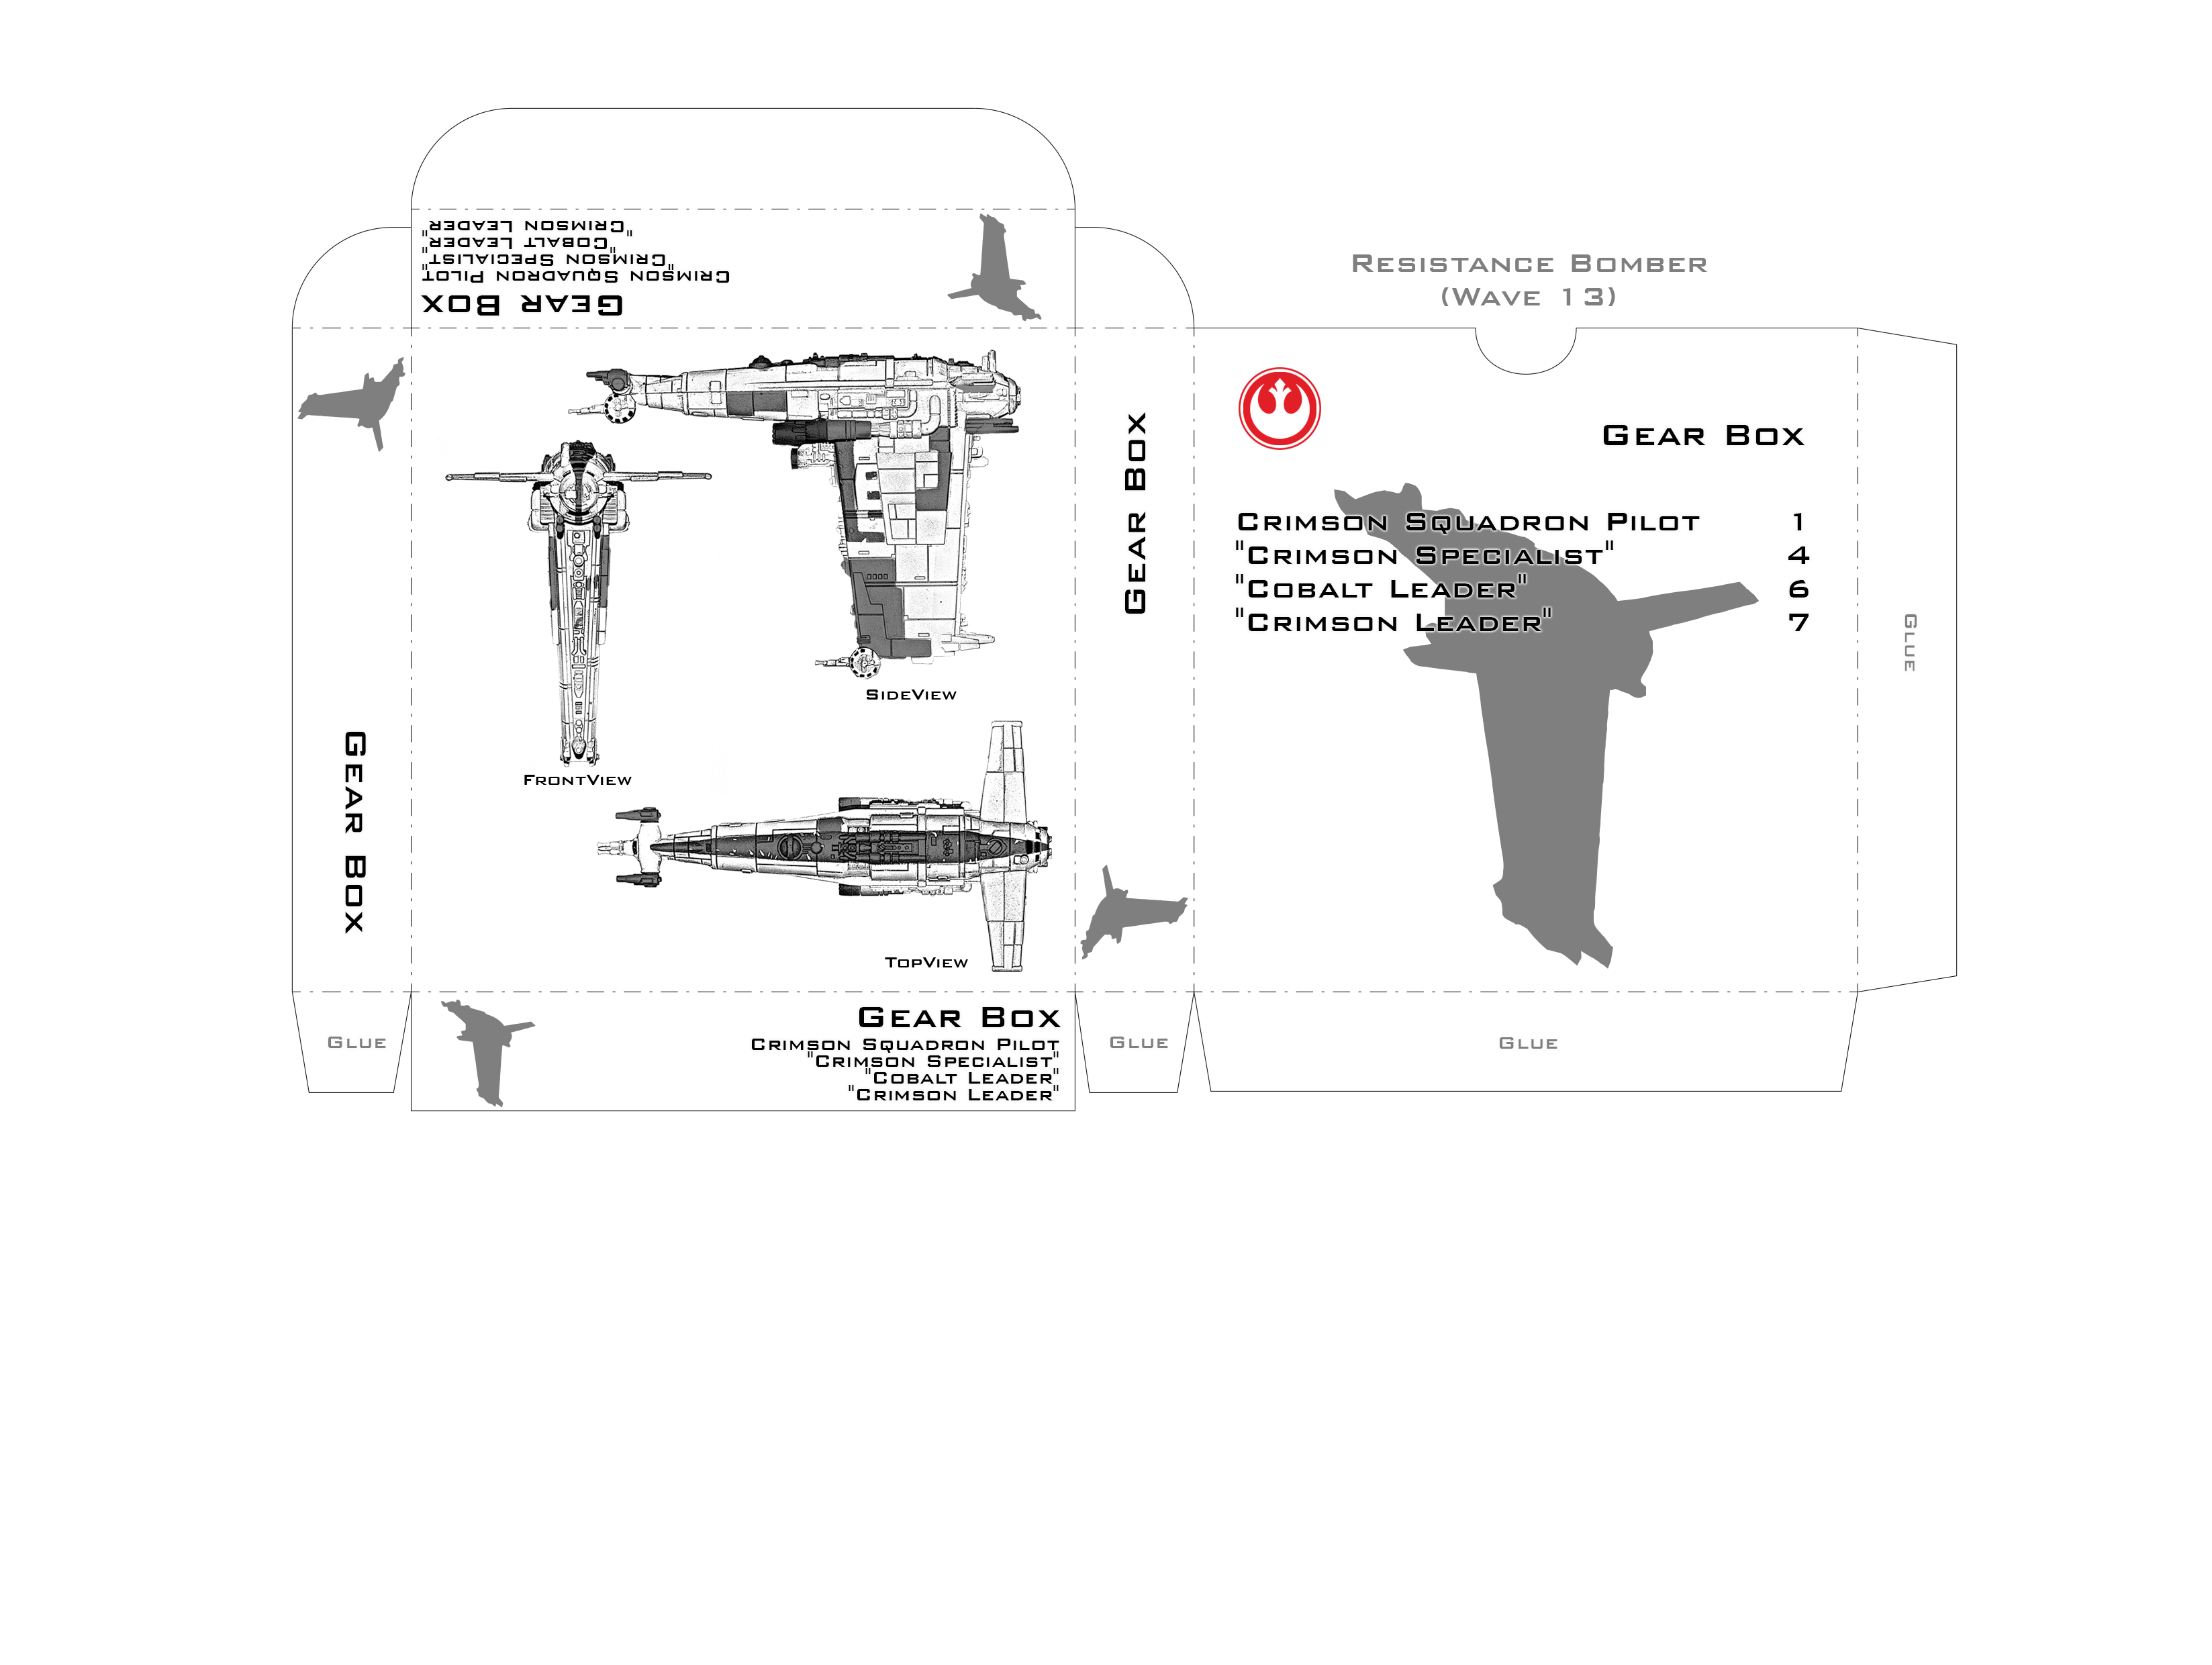 "Crimson Leader"
"Cobalt Leader"
"Crimson Specialist"
Crimson Squadron Pilot
Gear Box
Resistance Bomber
(Wave 13)
Gear Box
Gear Box
Gear Box
Crimson Squadron Pilot 1
"Crimson Specialist" 4
"Cobalt Leader" 6
"Crimson Leader" 7
SideView
FrontView
TopView
Glue
Glue
Gear Box
Crimson Squadron Pilot
"Crimson Specialist"
"Cobalt Leader"
"Crimson Leader"
Glue
Glue